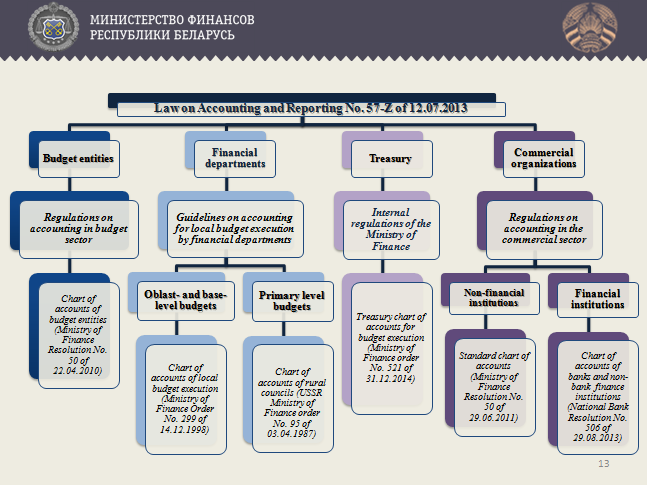 МИНИСТЕРСТВО ФИНАНСОВ
РЕСПУБЛИКИ БЕЛАРУСЬ
Law on Accounting and Reporting No. 57-Z of 12.07.2013
Budget entities
Financial
departments
Treasury
Commercial
organizations
Regulations on
accounting in budget
sector
Guidelines on accounting
for local budget execution
by financial departments
Internal
regulations of the
Ministry of
Finance
Regulations on
accounting in the
commercial sector
Chart of
accounts of
budget entities
(Ministry of
Finance
Resolution No.
50 of
22.04.2010)
Oblast- and base-
level budgets
Primary level
budgets
Chart of
accounts of local
budget execution
(Ministry of
Finance Order
No. 299 of
14.12.1998)
Chart of
accounts of rural
councils (USSR
Ministry of
Finance order
No. 95 of
03.04.1987)
Treasury chart of
accounts for
budget execution
(Ministry of
Finance order
No. 521 of
31.12.2014)
Non-financial
institutions
Financial
institutions
Standard chart of
accounts
(Ministry of
Finance
Resolution No.
50 of
29.06.2011)
Chart of
accounts of
banks and non-
bank finance
institutions
(National Bank
Resolution No.
506 of
29.08.2013)
13